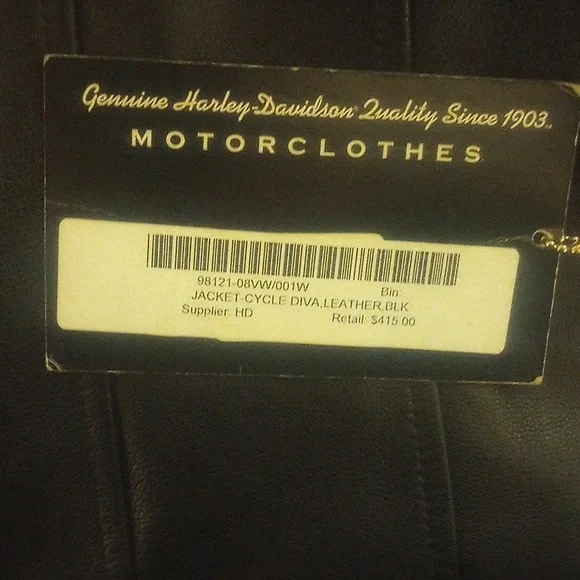 Genuine Harley-Davidson Quality Since 1903
MOTORCLOTHES
98121-08VW/001W Bin:
JACKET-CYCLE DIVA,LEATHER,BLK
Supplier: HD Retail: $415.00